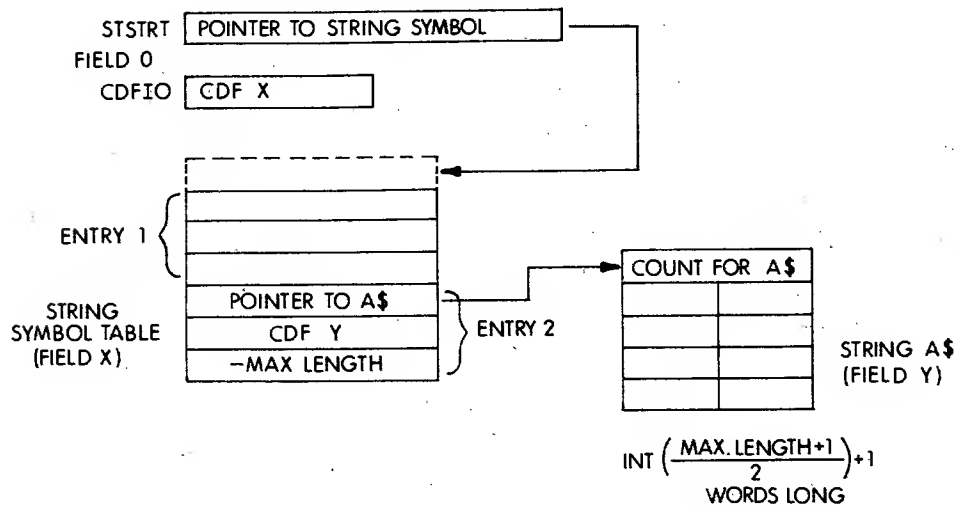 STSTRT
POINTER TO STRING SYMBOL
FIELD 0
CDFIO
CDF X
ENTRY 1
POINTER TO A$
CDF Y
-MAX LENGTH
ENTRY 2
STRING
SYMBOL TABLE
(FIELD X)
COUNT FOR A$
STRING A$
(FIELD Y)
INT (MAX. LENGTH+1
2
)+1
WORDS LONG